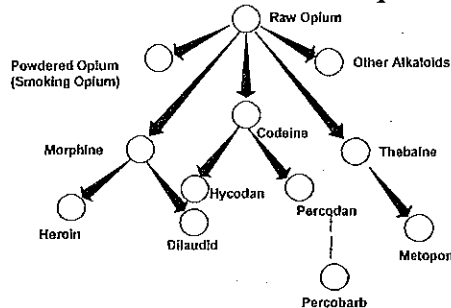 Raw Opium
Powdered Opium
(Smoking Opium)
Other Alkaloids
Codeine
Morphine
Thebaine
Hycodan
Percodan
Heroin
Dilaudid
Metopon
Percobarb